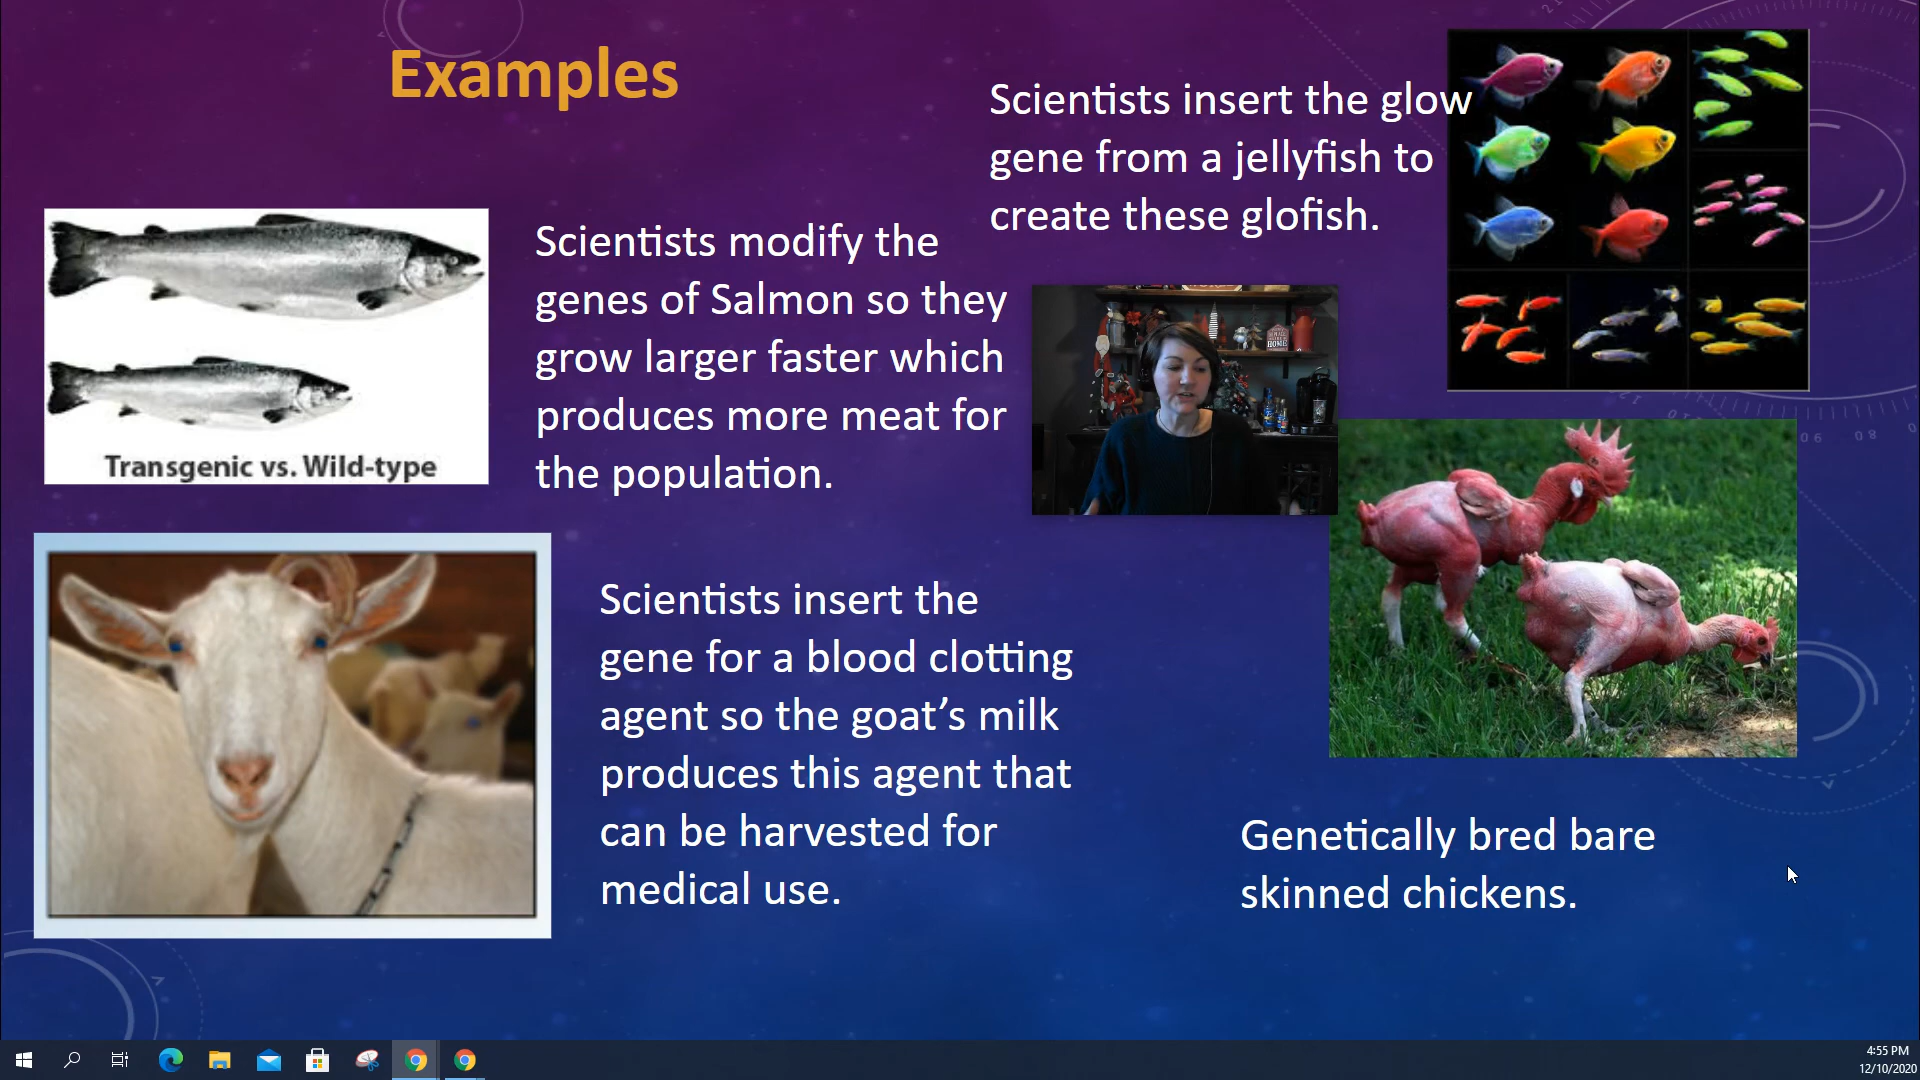 Examples
Scientists insert the glow
gene from a jellyfish to
create these glofish.
Scientists modify the
genes of Salmon so they
grow larger faster which
produces more meat for
the population.
Transgenic vs. Wild-type
Scientists insert the
gene for a blood clotting
agent so the goat’s milk
produces this agent that
can be harvested for
medical use.
Genetically bred bare
skinned chickens.
4:55 PM
12/10/2020